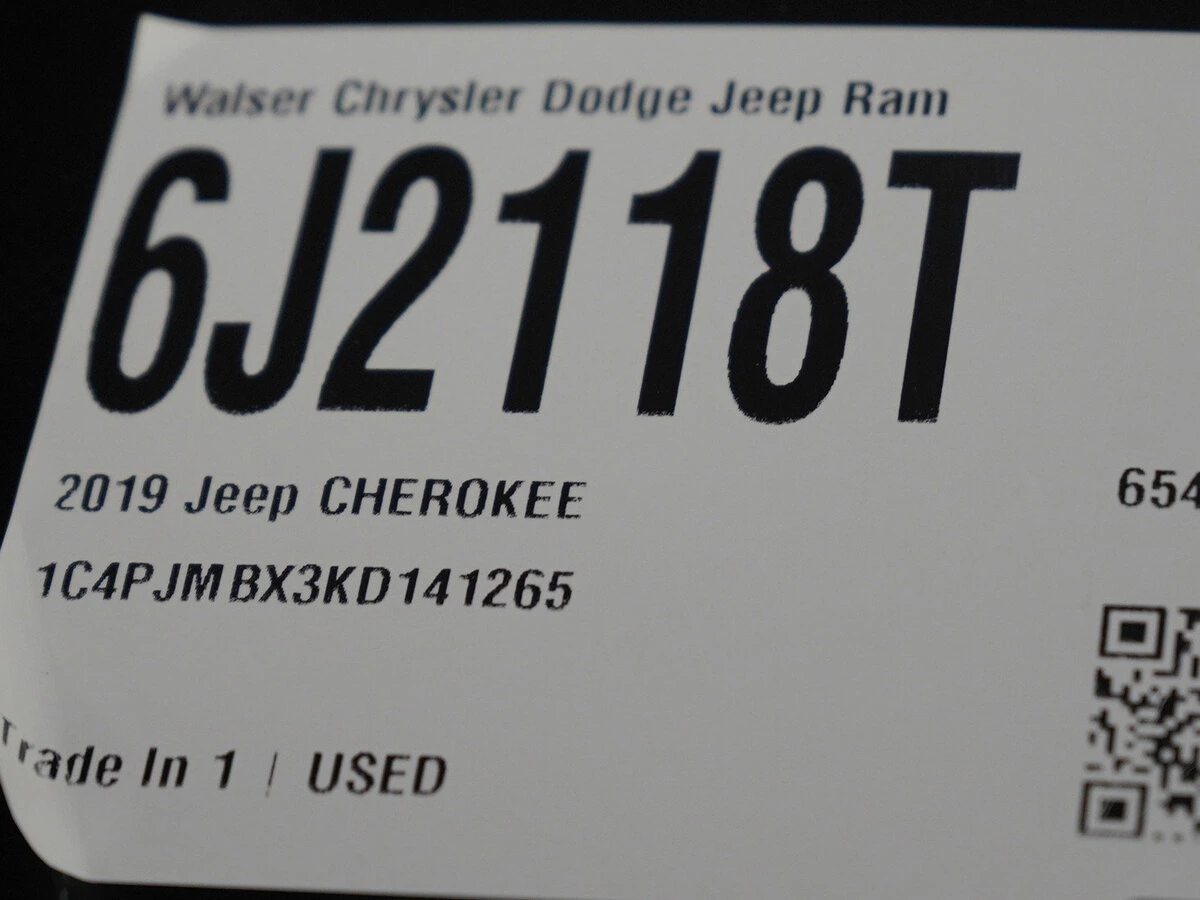 Walser Chrysler Dodge Jeep Ram
6J2118T
2019 Jeep CHEROKEE
654
1C4PJMBX3KD141265
Trade In 1 | USED